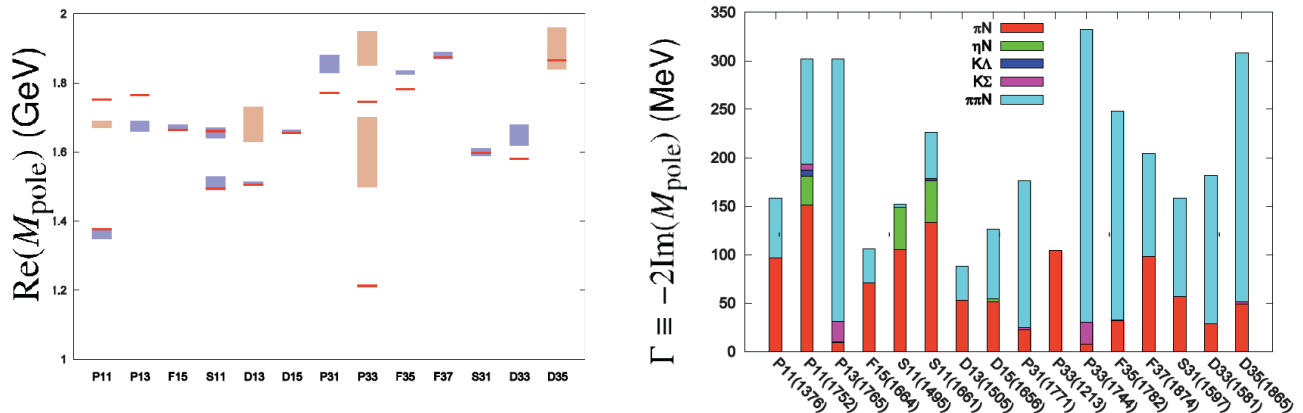 Re(M_pole) (GeV)
2
1.8
1.6
1.4
1.2
1
P11 P13 F15 S11 D13 D15 P31 P33 F35 F37 S31 D33 D35
Γ ≡ −2Im(M_pole) (MeV)
350
300
250
200
150
100
50
0
πN
ηN
KΛ
KΣ
ππN
P11(1376)
P11(1752)
P13(1765)
F15(1664)
S11(1495)
S11(1661)
D13(1505)
D15(1656)
P31(1771)
P33(1213)
P33(1744)
F35(1782)
F37(1874)
S31(1597)
D33(1581)
D35(1865)